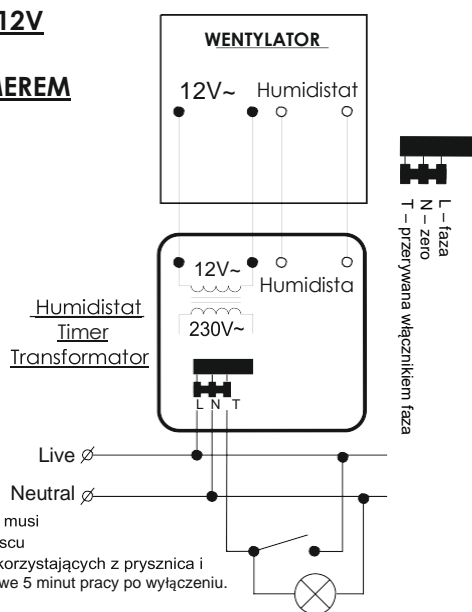 12V
MEREM
WENTYLATOR
12V~ Humidistat
L – faza
N – zero
T – przerywana włącznikiem faza
12V~ Humidista
230V~
Humidistat
Timer
Transformator
L N T
Live
Neutral
musi
scu
korzystających z prysznica i
we 5 minut pracy po wyłączeniu.